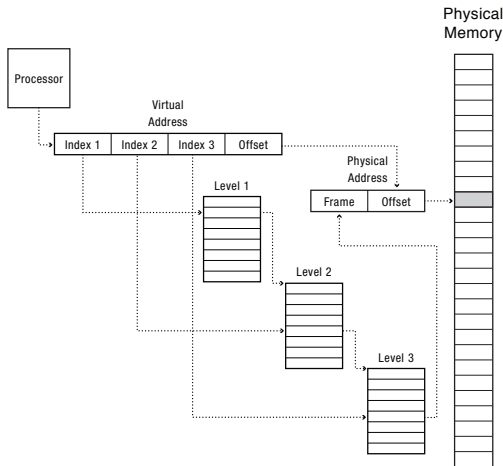 Physical
Memory
Processor
Virtual
Address
Index 1 Index 2 Index 3 Offset
Physical
Address
Level 1
Frame Offset
Level 2
Level 3